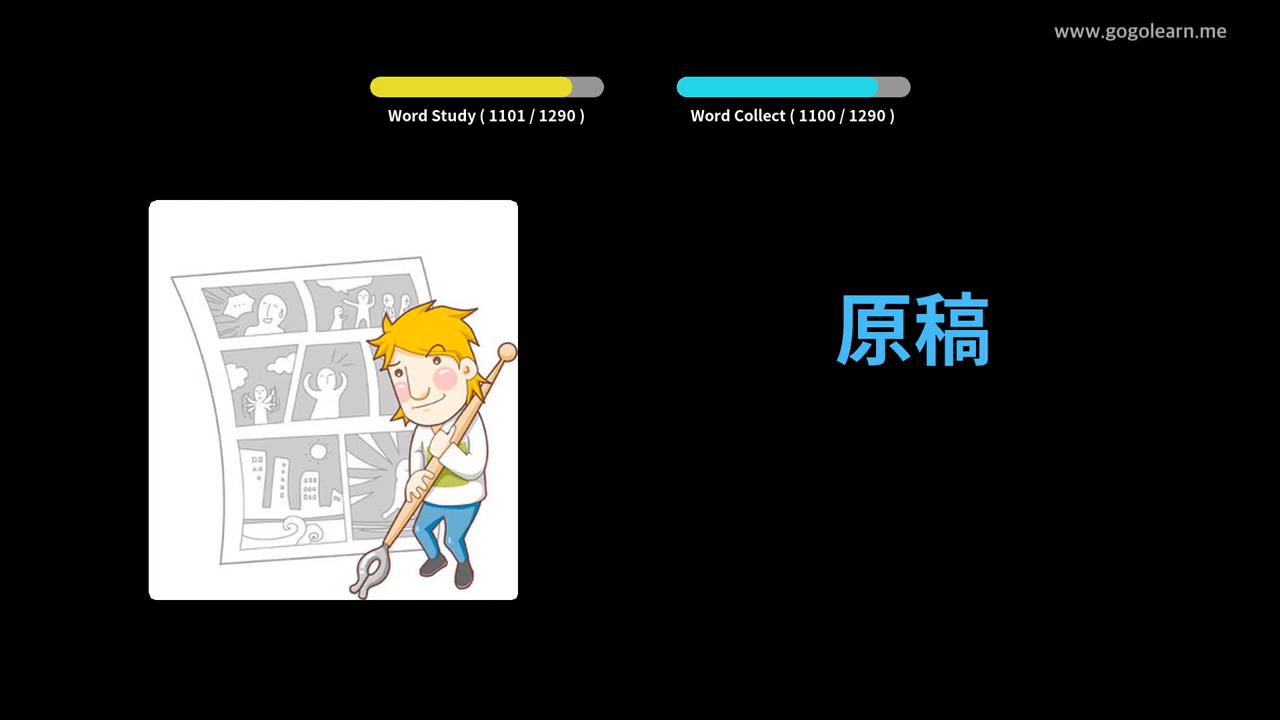 www.gogolearn.me
Word Study ( 1101 / 1290 )
Word Collect ( 1100 / 1290 )
...
原稿